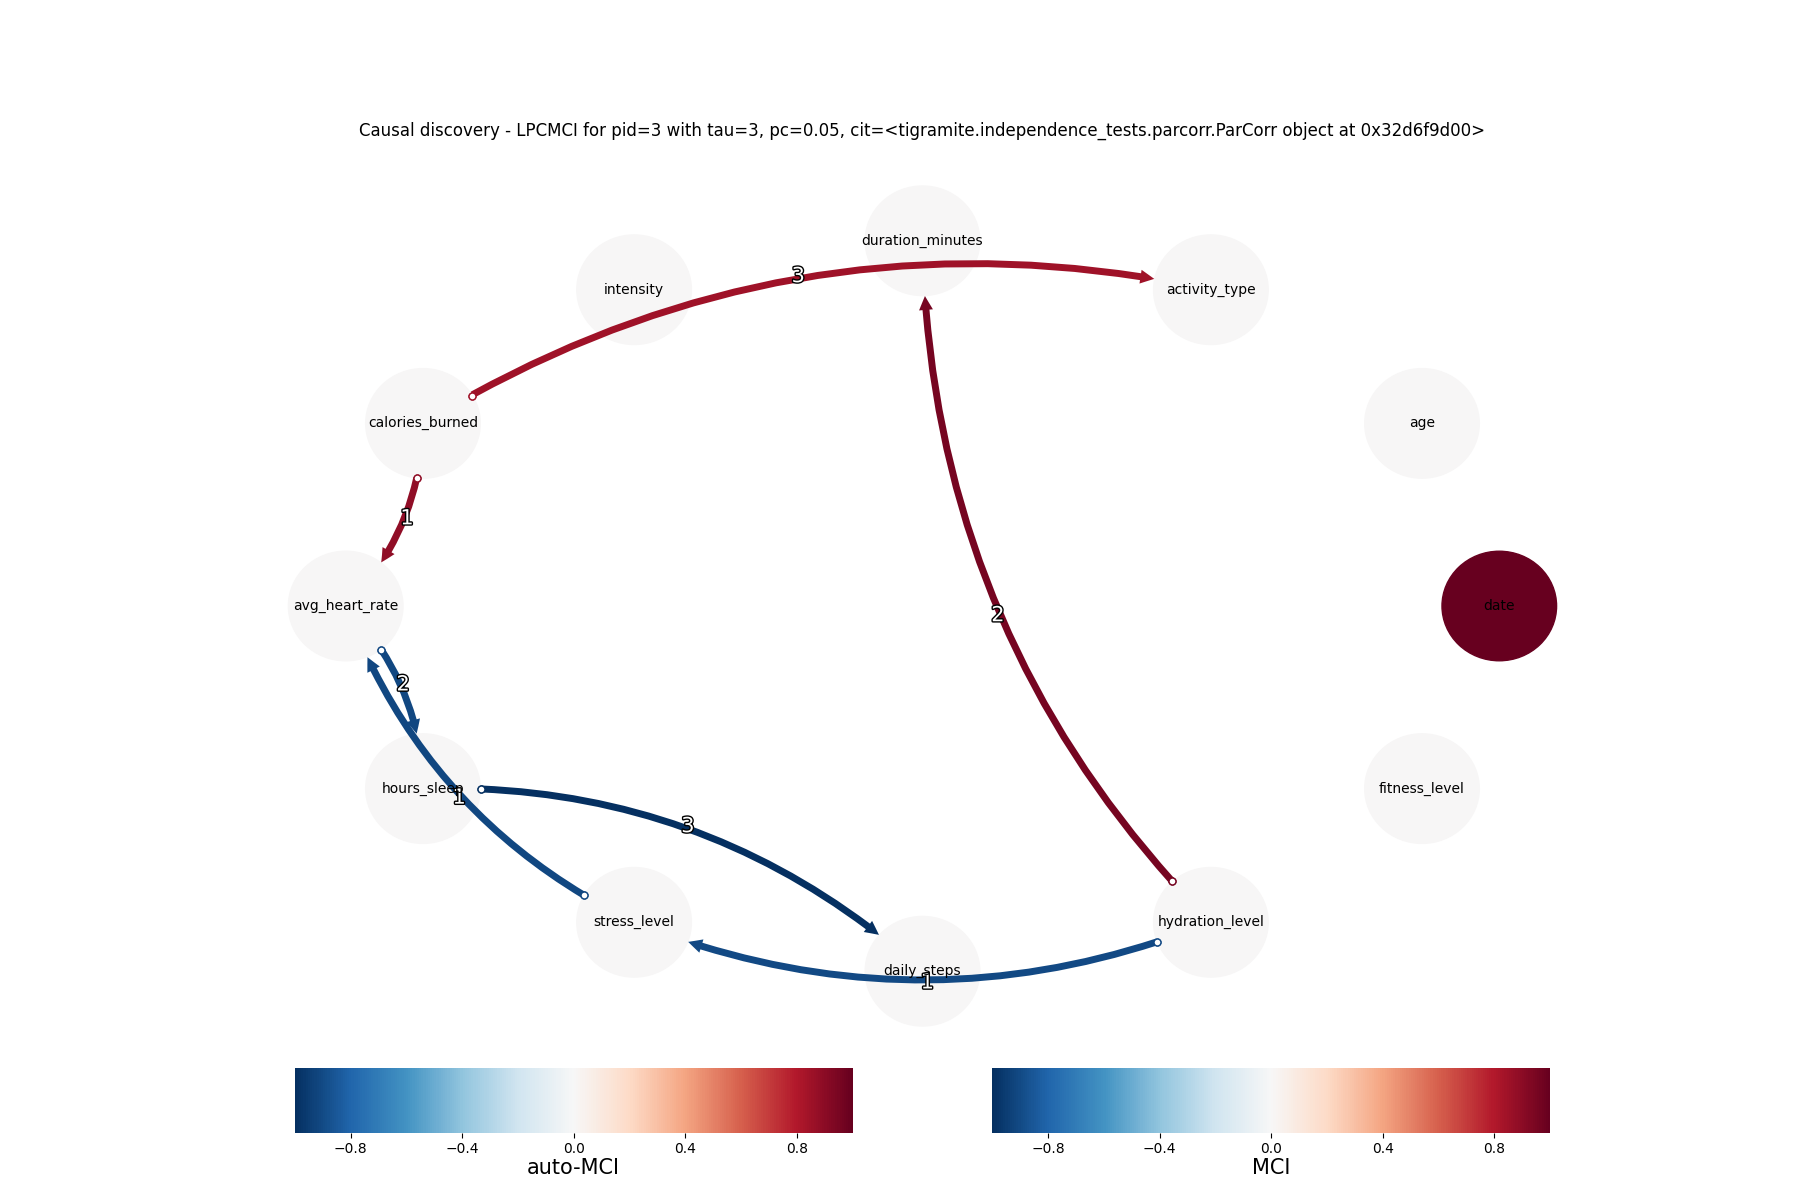 Causal discovery - LPCMCI for pid=3 with tau=3, pc=0.05, cit=<tigramite.independence_tests.parcorr.ParCorr object at 0x32d6f9d00>
duration_minutes
intensity
3
activity_type
calories_burned
age
1
avg_heart_rate
date
2
2
hours_sleep
1
fitness_level
3
stress_level
hydration_level
daily_steps
1
−0.8 −0.4 0.0 0.4 0.8
auto-MCI
−0.8 −0.4 0.0 0.4 0.8
MCI